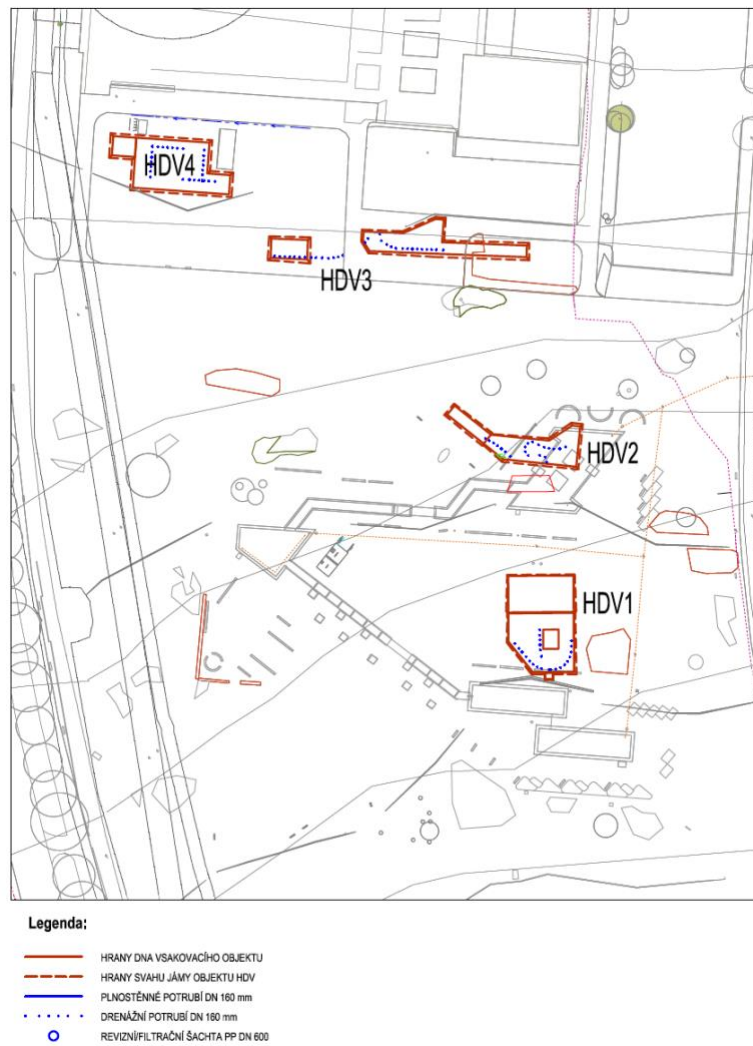 HDV4
HDV3
HDV2
HDV1
Legenda:
HRANY DNA VSAKOVACÍHO OBJEKTU
HRANY SVAHU JÁMY OBJEKTU HDV
PLNOSTĚNNÉ POTRUBÍ DN 160 mm
DRENÁŽNÍ POTRUBÍ DN 160 mm
REVIZNÍ/FILTRAČNÍ ŠACHTA PP DN 600